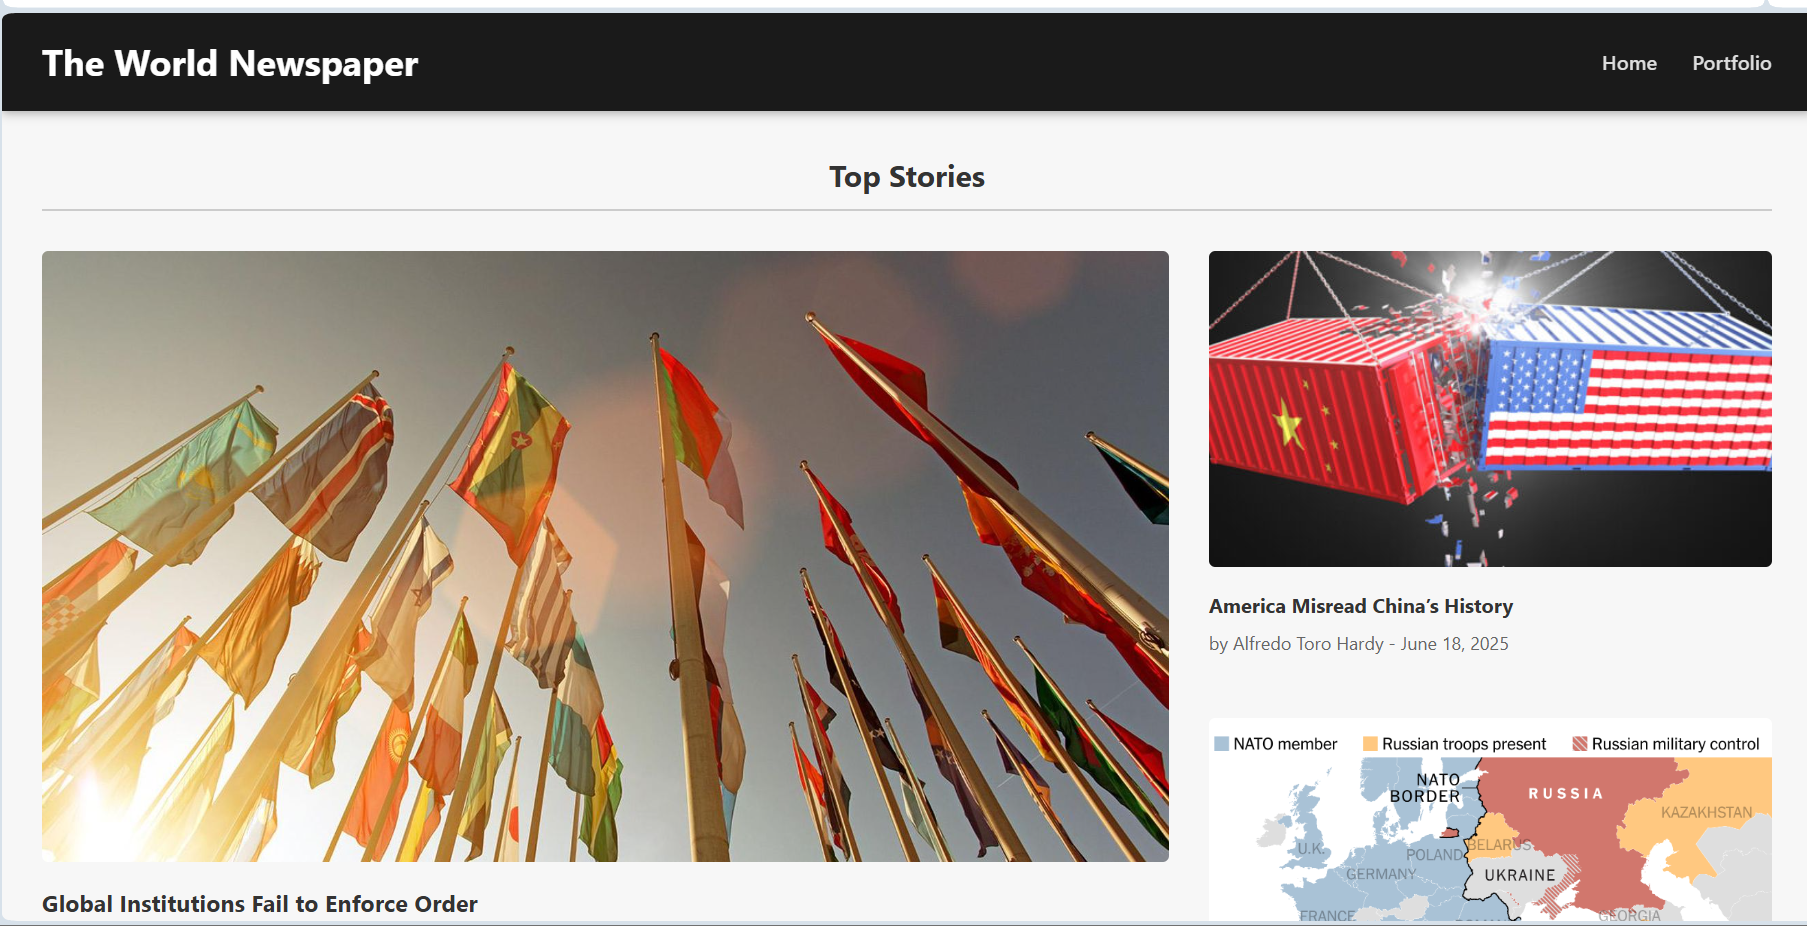 The World Newspaper
Home
Portfolio
Top Stories
Global Institutions Fail to Enforce Order
America Misread China’s History
by Alfredo Toro Hardy - June 18, 2025
NATO member
Russian troops present
Russian military control
NATO
BORDER
RUSSIA
KAZAKHSTAN
U.K.
POLAND
BELARUS
GERMANY
UKRAINE
FRANCE
GEORGIA